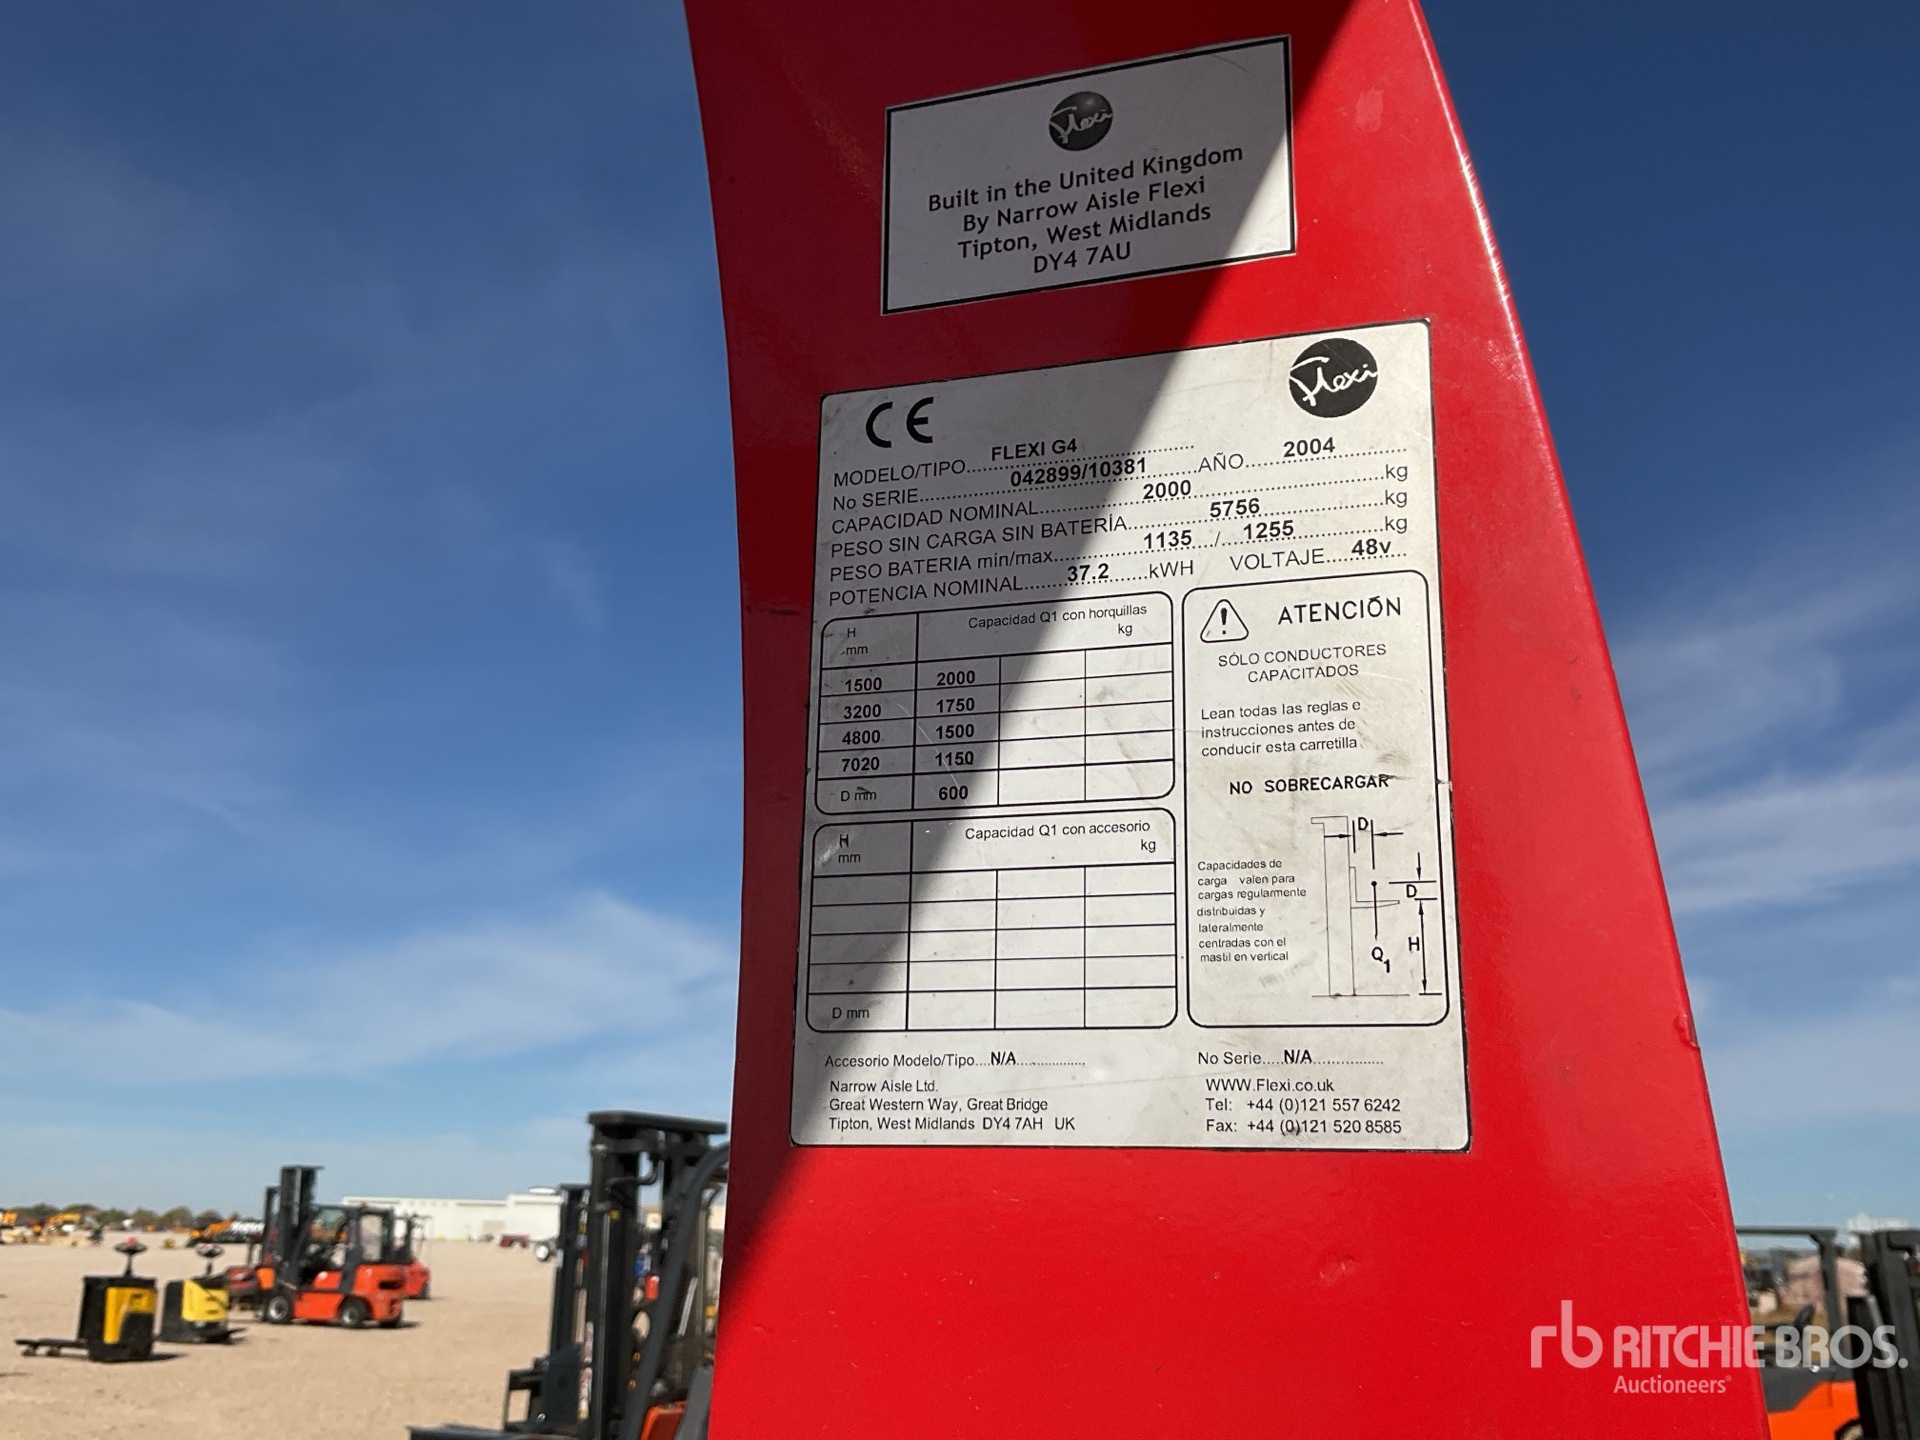 Flexi
Built in the United Kingdom
By Narrow Aisle Flexi
Tipton, West Midlands
DY4 7AU
CE
Flexi
MODELO/TIPO...FLEXI G4...
No SERIE...042899/10381...AÑO...2004...
CAPACIDAD NOMINAL...2000...kg
PESO SIN CARGA SIN BATERÍA...5756...kg
PESO BATERIA min/max...1135.../...1255...kg
POTENCIA NOMINAL...37.2...kWH VOLTAJE...48v...
H mm Capacidad Q1 con horquillas kg
1500 2000
3200 1750
4800 1500
7020 1150
D mm 600
H mm Capacidad Q1 con accesorio kg
D mm
ATENCIÓN
SÓLO CONDUCTORES
CAPACITADOS
Lean todas las reglas e
instrucciones antes de
conducir esta carretilla
NO SOBRECARGAR
Capacidades de
carga valen para
cargas regularmente
distribuidas y
lateralmente
centradas con el
mastil en vertical
D
D
H
Q1
Accesorio Modelo/Tipo....N/A................. No Serie....N/A...............
Narrow Aisle Ltd.
Great Western Way, Great Bridge
Tipton, West Midlands DY4 7AH UK
WWW.Flexi.co.uk
Tel: +44 (0)121 557 6242
Fax: +44 (0)121 520 8585
rb RITCHIE BROS.
Auctioneers